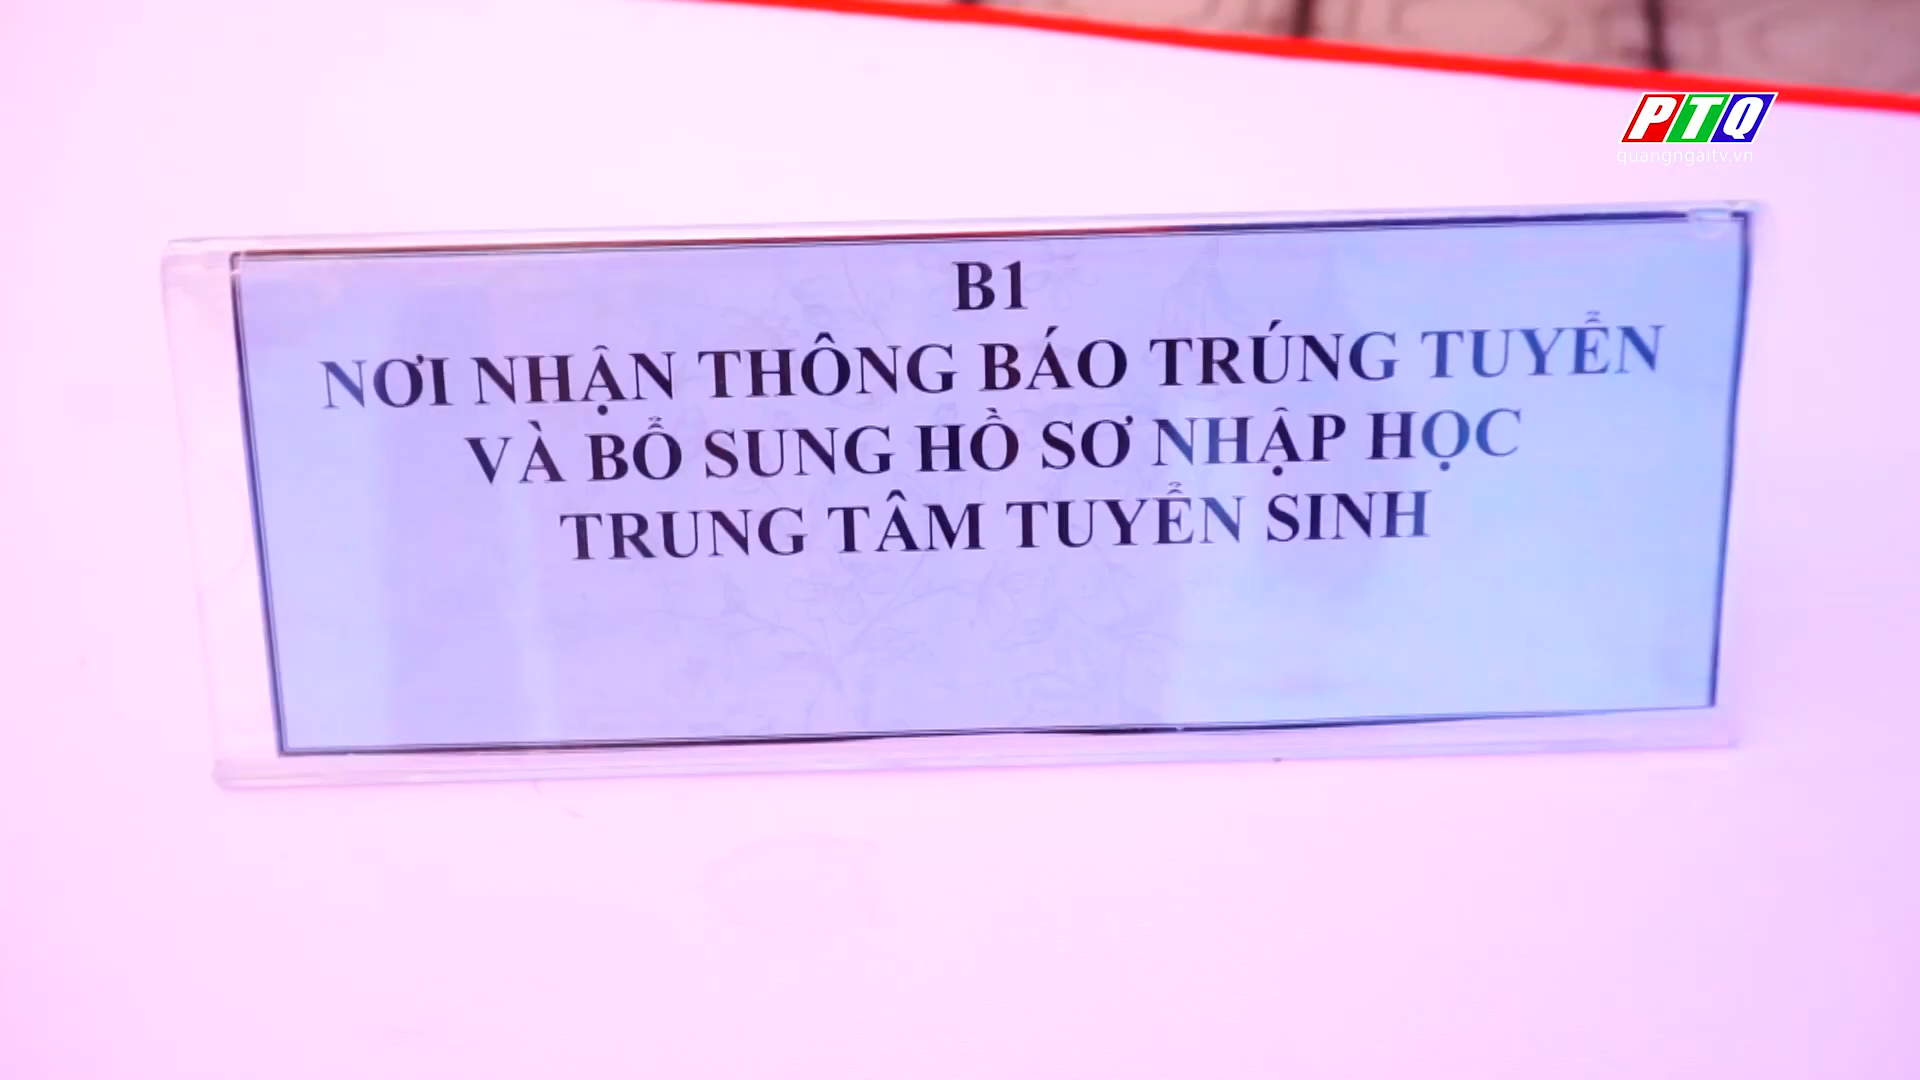 PTQ
quangngaitv.vn
B1
NƠI NHẬN THÔNG BÁO TRÚNG TUYỂN
VÀ BỔ SUNG HỒ SƠ NHẬP HỌC
TRUNG TÂM TUYỂN SINH